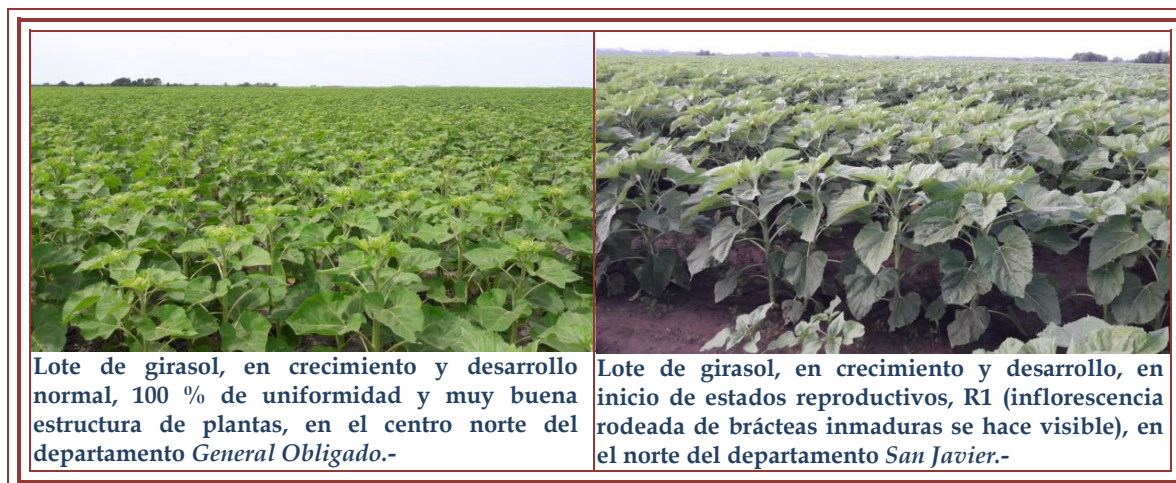 Lote de girasol, en crecimiento y desarrollo
normal, 100 % de uniformidad y muy buena
estructura de plantas, en el centro norte del
departamento General Obligado.-
Lote de girasol, en crecimiento y desarrollo, en
inicio de estados reproductivos, R1 (inflorescencia
rodeada de brácteas inmaduras se hace visible), en
el norte del departamento San Javier.-